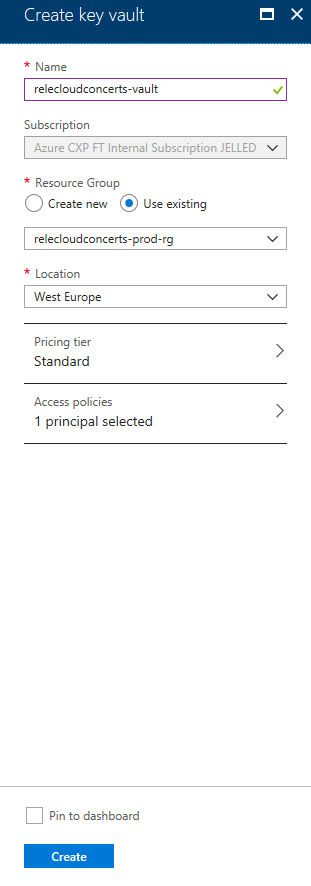 Create key vault
* Name
relecloudconcerts-vault
Subscription
Azure CXP FT Internal Subscription JELLED
* Resource Group
Create new Use existing
relecloudconcerts-prod-rg
* Location
West Europe
Pricing tier
Standard
Access policies
1 principal selected
Pin to dashboard
Create